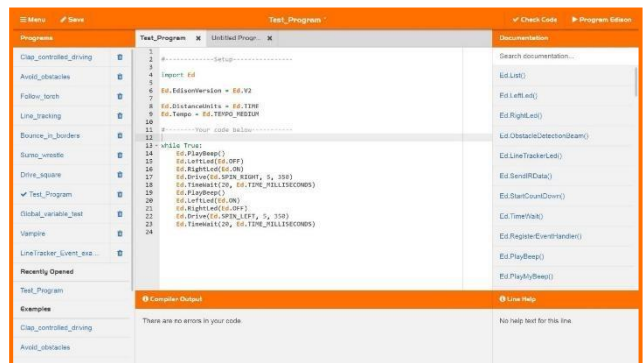 Menu
Save
Test_Program *
Check Code
Program Edison
Programs
Clap_controlled_driving
Avoid_obstacles
Follow_torch
Line_tracking
Bounce_in_borders
Sumo_wrestle
Drive_square
Test_Program
Global_variable_test
Vampire
LineTracker_Event_exa...
Recently Opened
Test_Program
Examples
Clap_controlled_driving
Avoid_obstacles
Test_Program x
Untitled Progr... x
1
2 #-------------Setup----------------
3
4 import Ed
5
6 Ed.EdisonVersion = Ed.V2
7
8 Ed.DistanceUnits = Ed.TIME
9 Ed.Tempo = Ed.TEMPO_MEDIUM
10
11 #--------Your code below-----------
12
13 while True:
14 Ed.PlayBeep()
15 Ed.LeftLed(Ed.OFF)
16 Ed.RightLed(Ed.ON)
17 Ed.Drive(Ed.SPIN_RIGHT, 5, 350)
18 Ed.TimeWait(20, Ed.TIME_MILLISECONDS)
19 Ed.PlayBeep()
20 Ed.LeftLed(Ed.ON)
21 Ed.RightLed(Ed.OFF)
22 Ed.Drive(Ed.SPIN_LEFT, 5, 350)
23 Ed.TimeWait(20, Ed.TIME_MILLISECONDS)
24
Compiler Output
There are no errors in your code.
Documentation
Search documentation...
Ed.List()
Ed.LeftLed()
Ed.RightLed()
Ed.ObstacleDetectionBeam()
Ed.LineTrackerLed()
Ed.SendIRData()
Ed.StartCountDown()
Ed.TimeWait()
Ed.RegisterEventHandler()
Ed.PlayBeep()
Ed.PlayMyBeep()
Line Help
No help text for this line.